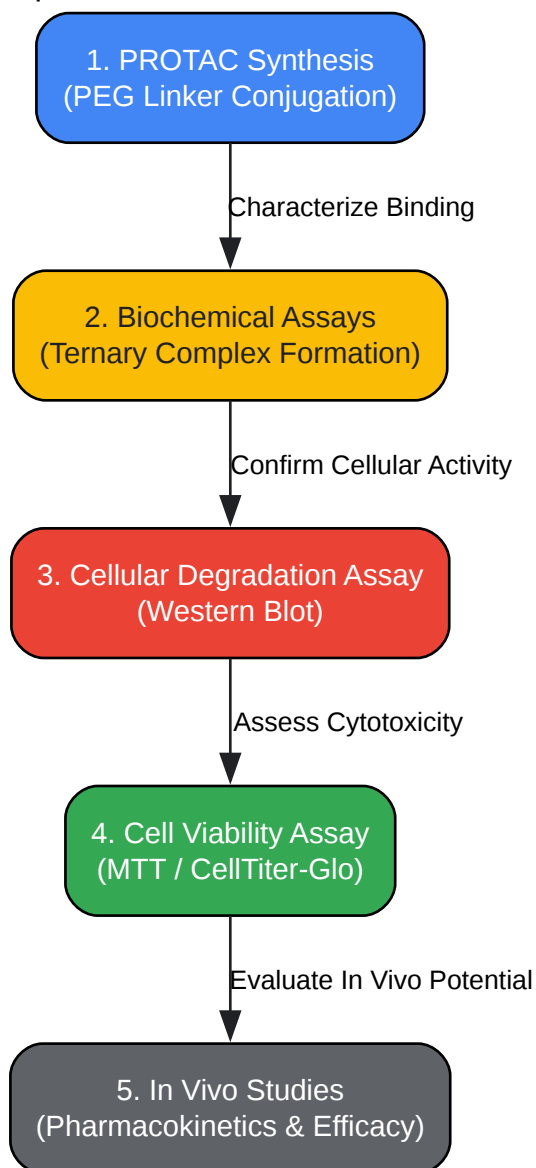 1. PROTAC Synthesis
(PEG Linker Conjugation)
Characterize Binding
2. Biochemical Assays
(Ternary Complex Formation)
Confirm Cellular Activity
3. Cellular Degradation Assay
(Western Blot)
Assess Cytotoxicity
4. Cell Viability Assay
(MTT / CellTiter-Glo)
Evaluate In Vivo Potential
5. In Vivo Studies
(Pharmacokinetics & Efficacy)